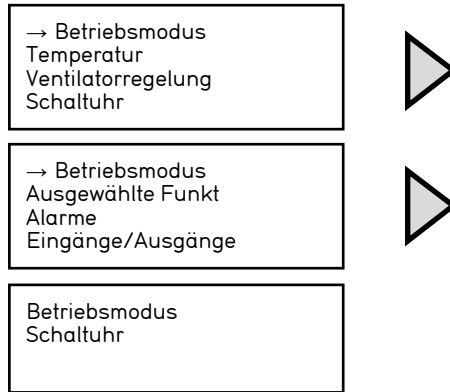 → Betriebsmodus
Temperatur
Ventilatorregelung
Schaltuhr
→ Betriebsmodus
Ausgewählte Funkt
Alarme
Eingänge/Ausgänge
Betriebsmodus
Schaltuhr